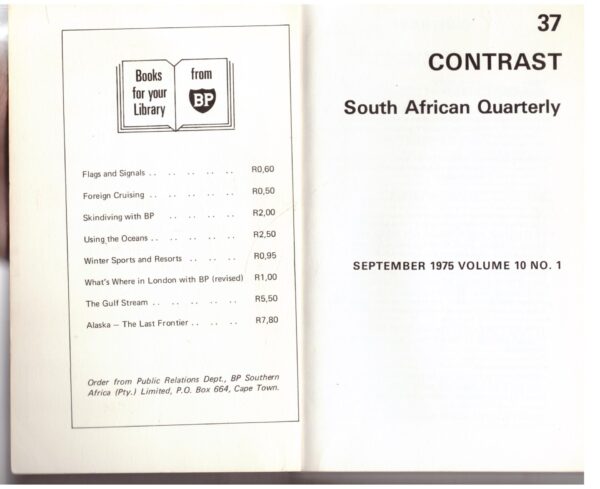 Books from
for your BP
Library
Flags and Signals . . . . . . . . . . R0,60
Foreign Cruising . . . . . . . . . . R0,50
Skindiving with BP . . . . . . . . R2,00
Using the Oceans . . . . . . . . . . R2,50
Winter Sports and Resorts . . . . . . R0,95
What's Where in London with BP (revised) R1,00
The Gulf Stream . . . . . . . . . . R5,50
Alaska – The Last Frontier . . . . . . R7,80
Order from Public Relations Dept., BP Southern
Africa (Pty.) Limited, P.O. Box 664, Cape Town.
37
CONTRAST
South African Quarterly
SEPTEMBER 1975 VOLUME 10 NO. 1